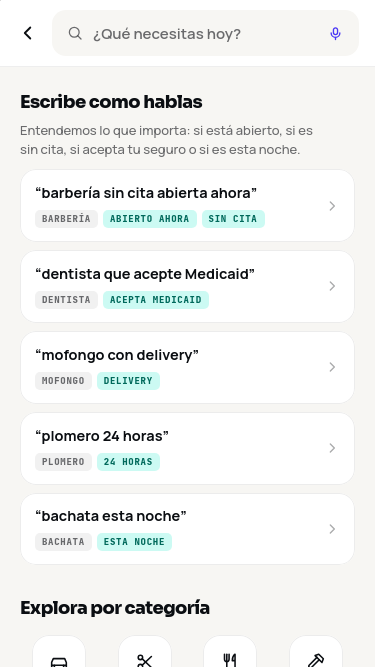 ¿Qué necesitas hoy?
Escribe como hablas
Entendemos lo que importa: si está abierto, si es
sin cita, si acepta tu seguro o si es esta noche.
“barbería sin cita abierta ahora”
BARBERÍA ABIERTO AHORA SIN CITA
“dentista que acepte Medicaid”
DENTISTA ACEPTA MEDICAID
“mofongo con delivery”
MOFONGO DELIVERY
“plomero 24 horas”
PLOMERO 24 HORAS
“bachata esta noche”
BACHATA ESTA NOCHE
Explora por categoría